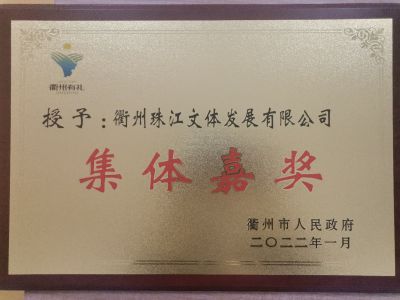 衢州有礼
授予：衢州珠江文体发展有限公司
集体嘉奖
衢州市人民政府
二〇二二年一月